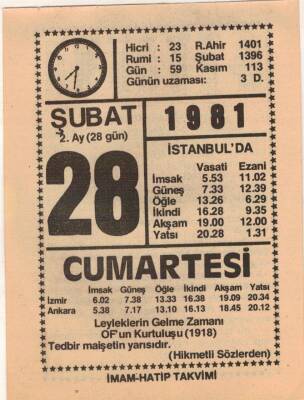 Hicri : 23 R.Ahir 1401
Rumi : 15 Şubat 1396
Gün : 59 Kasım 113
Günün uzaması: 3 D.
ŞUBAT
2. Ay (28 gün)
28
1981
İSTANBUL'DA
Vasati Ezani
İmsak 5.53 11.02
Güneş 7.33 12.39
Öğle 13.26 6.29
İkindi 16.28 9.35
Akşam 19.00 12.00
Yatsı 20.28 1.31
CUMARTESİ
İmsak Güneş Öğle İkindi Akşam Yatsı
İzmir 6.02 7.38 13.33 16.38 19.09 20.34
Ankara 5.38 7.17 13.10 16.13 18.45 20.12
Leyleklerin Gelme Zamanı
OF'un Kurtuluşu (1918)
Tedbir maişetin yarısıdır.
(Hikmetli Sözlerden)
İMAM-HATİP TAKVİMİ